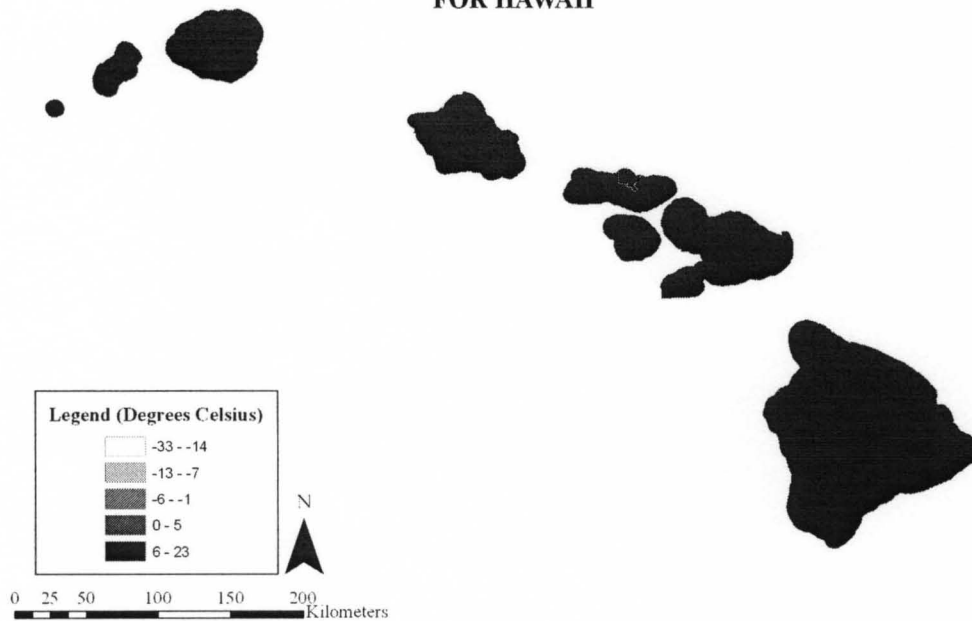 FOR HAWAII
Legend (Degrees Celsius)
-33 - -14
-13 - -7
-6 - -1
0 - 5
6 - 23
N
0 25 50 100 150 200
Kilometers